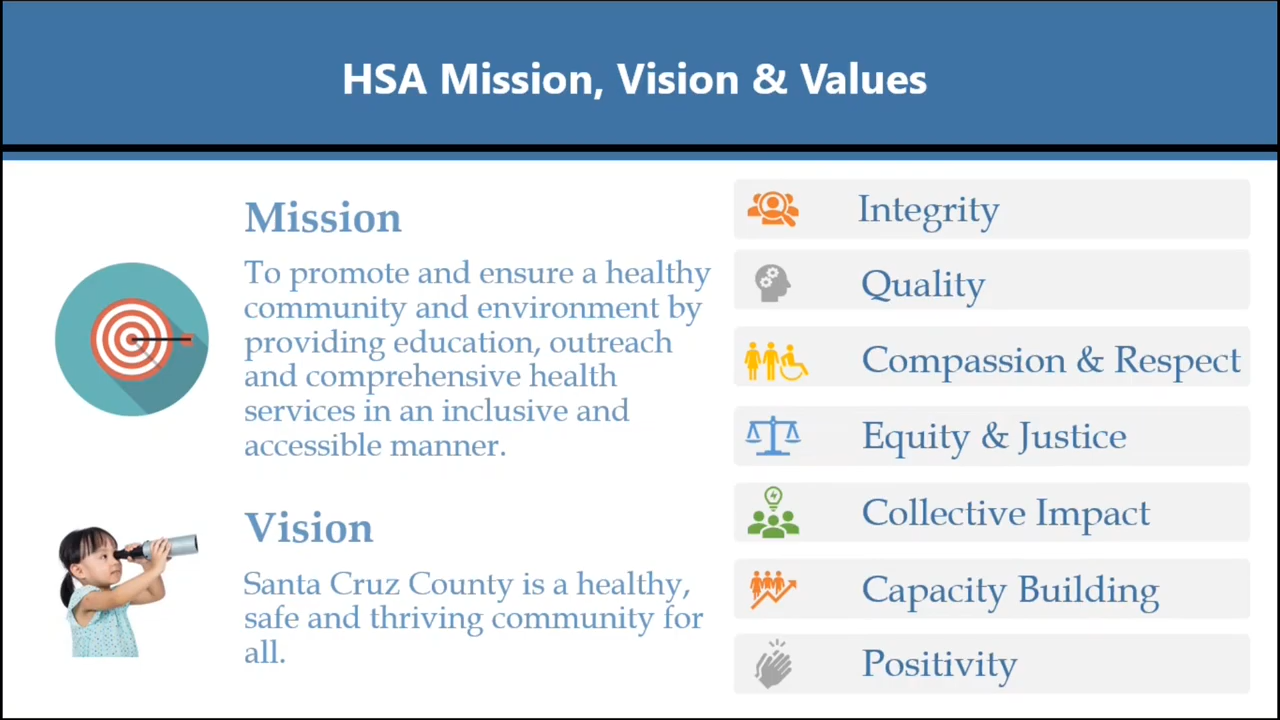 HSA Mission, Vision & Values
Mission
To promote and ensure a healthy
community and environment by
providing education, outreach
and comprehensive health
services in an inclusive and
accessible manner.
Vision
Santa Cruz County is a healthy,
safe and thriving community for
all.
Integrity
Quality
Compassion & Respect
Equity & Justice
Collective Impact
Capacity Building
Positivity